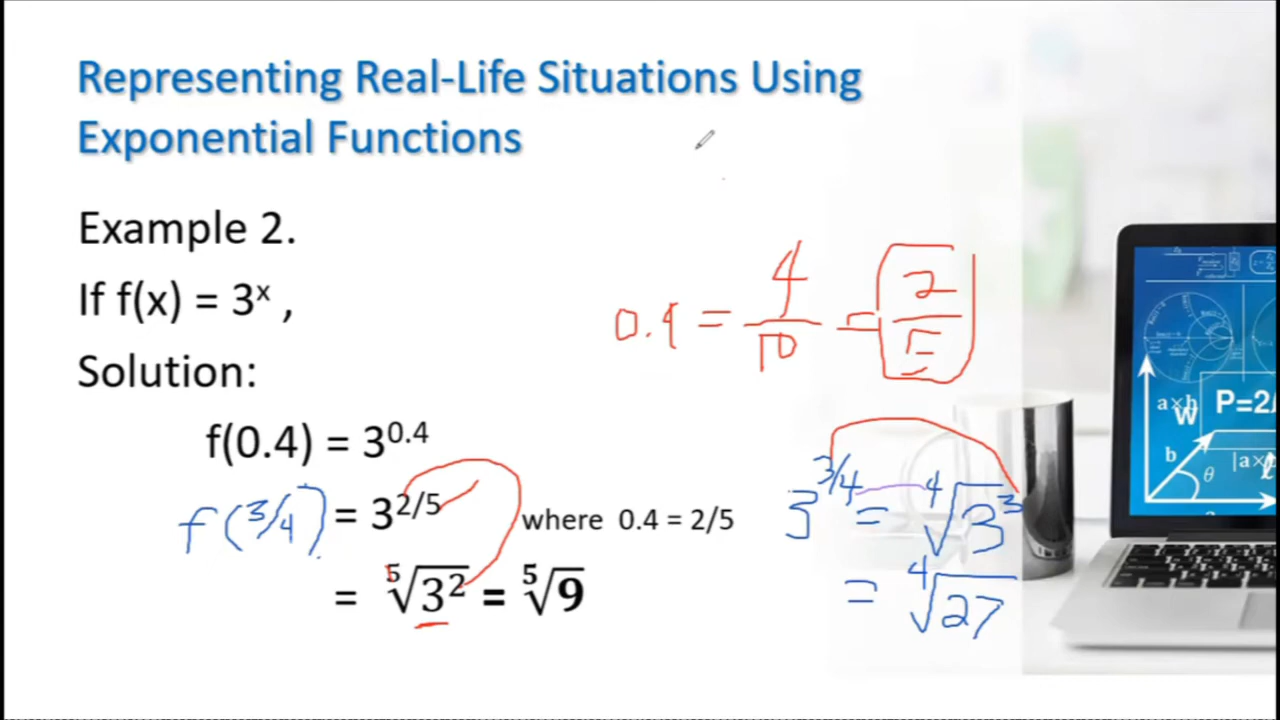 Representing Real-Life Situations Using
Exponential Functions
Example 2.
If f(x) = 3ˣ ,
0.4 = 4/10 = 2/5
Solution:
f(0.4) = 3^0.4
f(3/4) = 3^2/5 where 0.4 = 2/5
3^3/4 = ⁴√3³
= ⁵√3² = ⁵√9
= ⁴√27
a×b
W
P=2/
b
θ
|a×
a